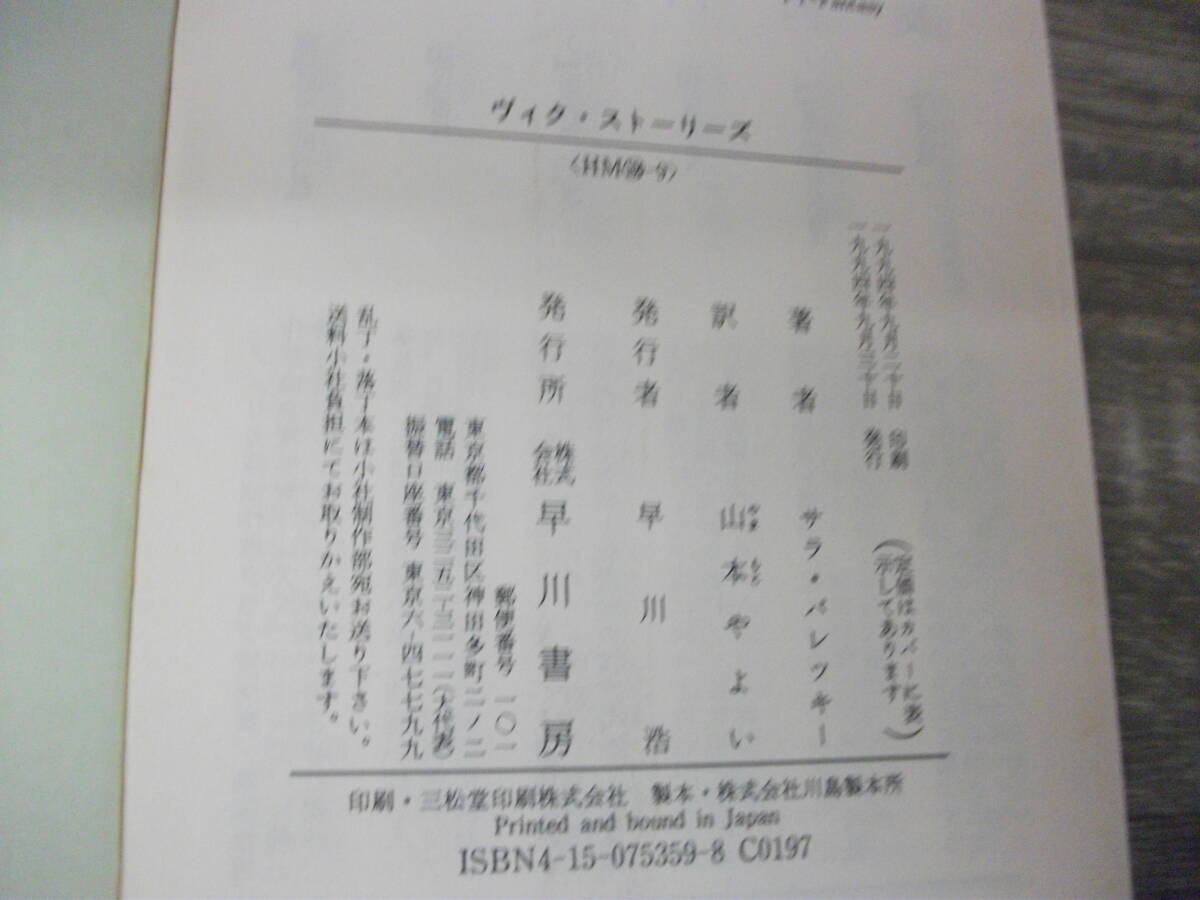 ヴィク・ストーリーズ
一九九四年九月二十日 印刷
一九九四年九月三十日 発行
(定価はカバーに表
示してあります)
著者 サラ・パレツキー
訳者 山本やよい
やま もと
発行者 早川 浩
発行所 株式会社 早川書房
郵便番号 一〇一
東京都千代田区神田多町二ノ二
電話 東京三二五二-三一一一(大代表)
振替口座番号 東京六-四七七九九
乱丁・落丁本は小社制作部宛お送り下さい。
送料小社負担にてお取りかえいたします。
印刷・三松堂印刷株式会社 製本・株式会社川島製本所
Printed and bound in Japan
ISBN4-15-075359-8 C0197